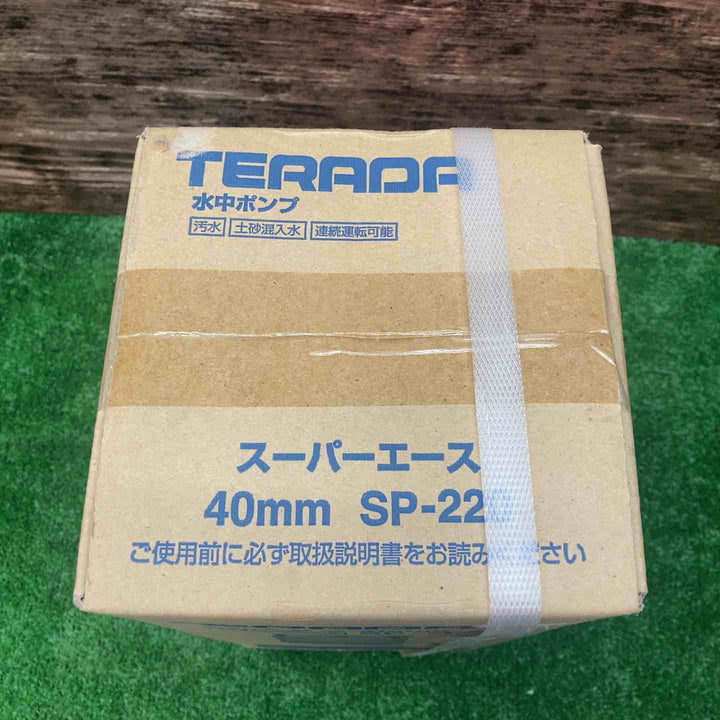 TERADA
水中ポンプ
汚水 土砂混入水 連続運転可能
スーパーエース
40mm SP-220
ご使用前に必ず取扱説明書をお読みください